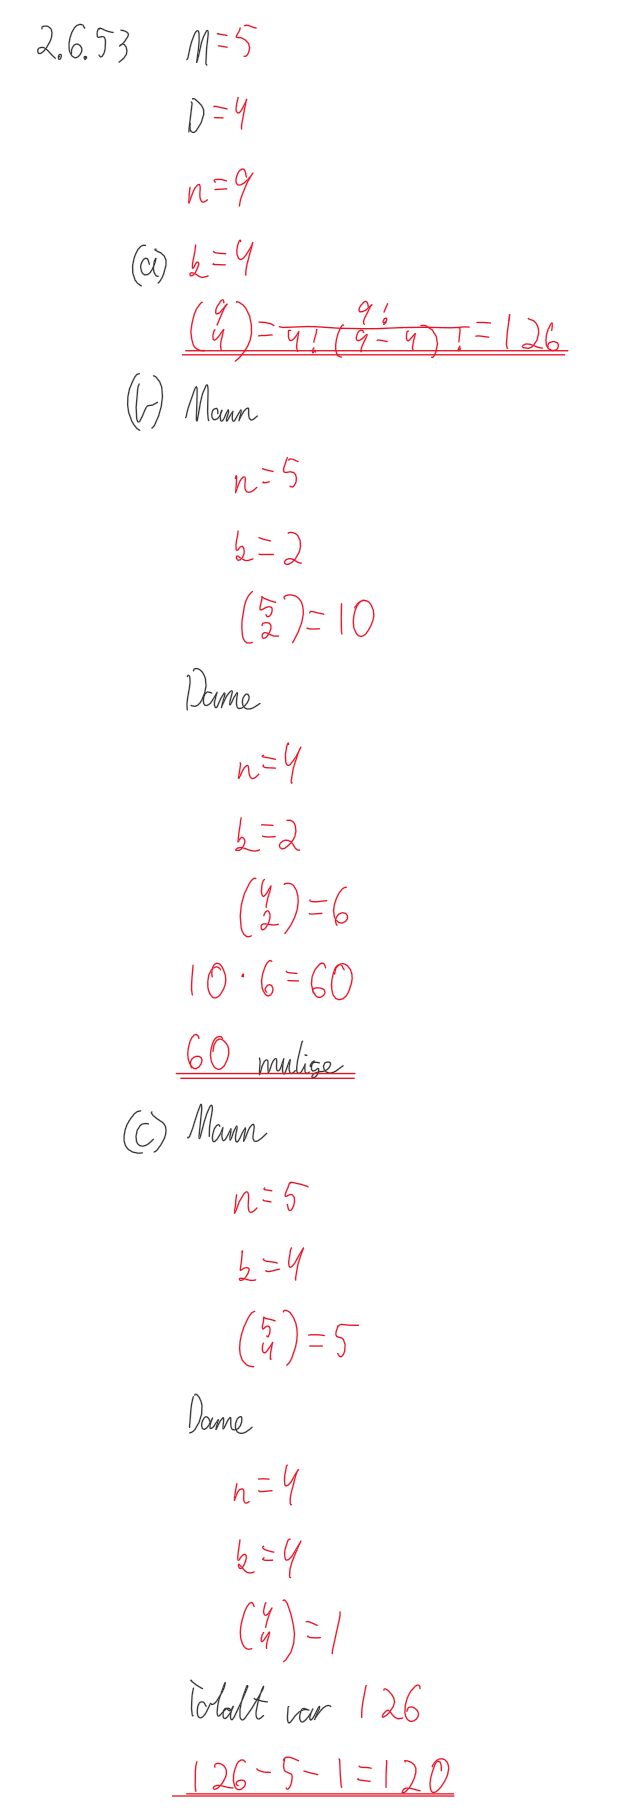 2.6.53 M=5
D=4
n=9
(a) k=4
(9 4) = 9! / 4!(9-4)! = 126
(b) Mann
n=5
k=2
(5 2) = 10
Dame
n=4
k=2
(4 2) = 6
10 · 6 = 60
60 mulige
(c) Mann
n=5
k=4
(5 4) = 5
Dame
n=4
k=4
(4 4) = 1
Totalt var 126
126-5-1=120